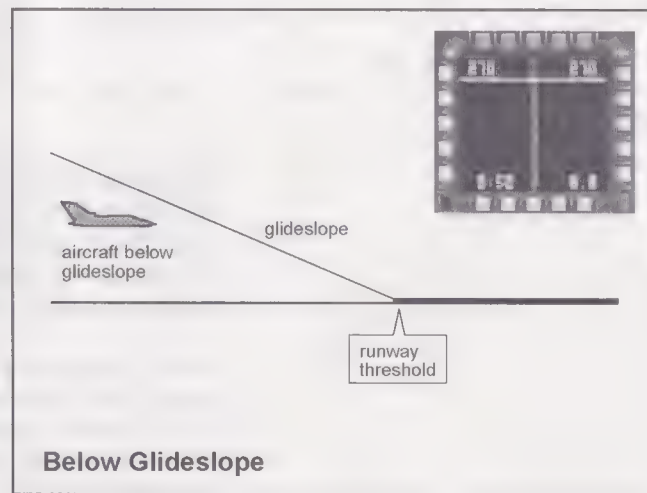 glideslope
aircraft below
glideslope
runway
threshold
Below Glideslope